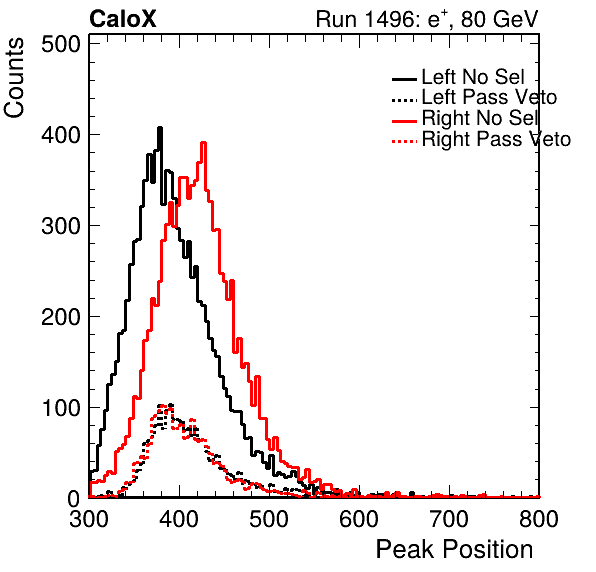 CaloX Run 1496: e+, 80 GeV
Counts
500
400
300
200
100
0
Left No Sel
Left Pass Veto
Right No Sel
Right Pass Veto
300 400 500 600 700 800
Peak Position